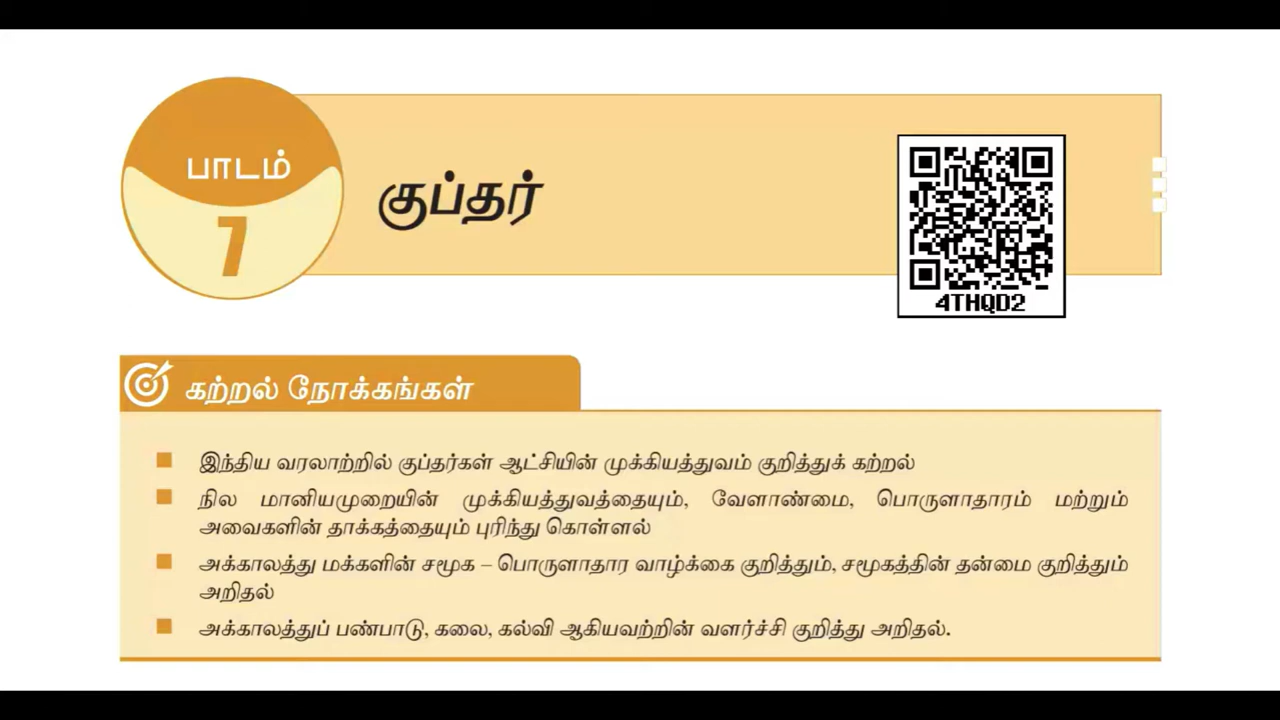 பாடம்
7
குப்தர்
4THQD2
கற்றல் நோக்கங்கள்
இந்திய வரலாற்றில் குப்தர்கள் ஆட்சியின் முக்கியத்துவம் குறித்துக் கற்றல்
நில மானியமுறையின் முக்கியத்துவத்தையும், வேளாண்மை, பொருளாதாரம் மற்றும்
அவைகளின் தாக்கத்தையும் புரிந்து கொள்ளல்
அக்காலத்து மக்களின் சமூக – பொருளாதார வாழ்க்கை குறித்தும், சமூகத்தின் தன்மை குறித்தும்
அறிதல்
அக்காலத்துப் பண்பாடு, கலை, கல்வி ஆகியவற்றின் வளர்ச்சி குறித்து அறிதல்.